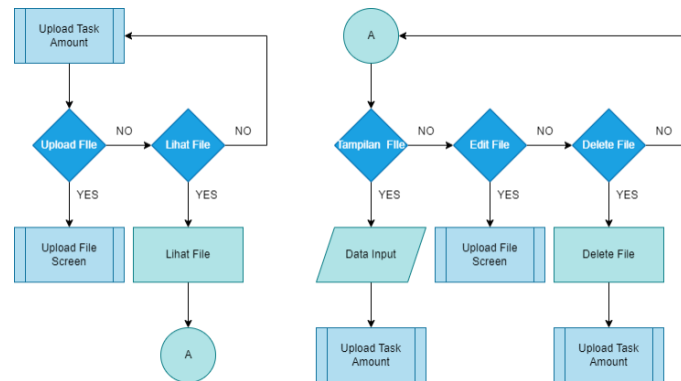 Upload Task
Amount
Upload FIle
NO
Lihat File
NO
YES
YES
Upload File
Screen
Lihat File
A
A
Tampilan FIle
NO
Edit File
NO
Delete File
NO
YES
YES
YES
Data Input
Upload File
Screen
Delete File
Upload Task
Amount
Upload Task
Amount